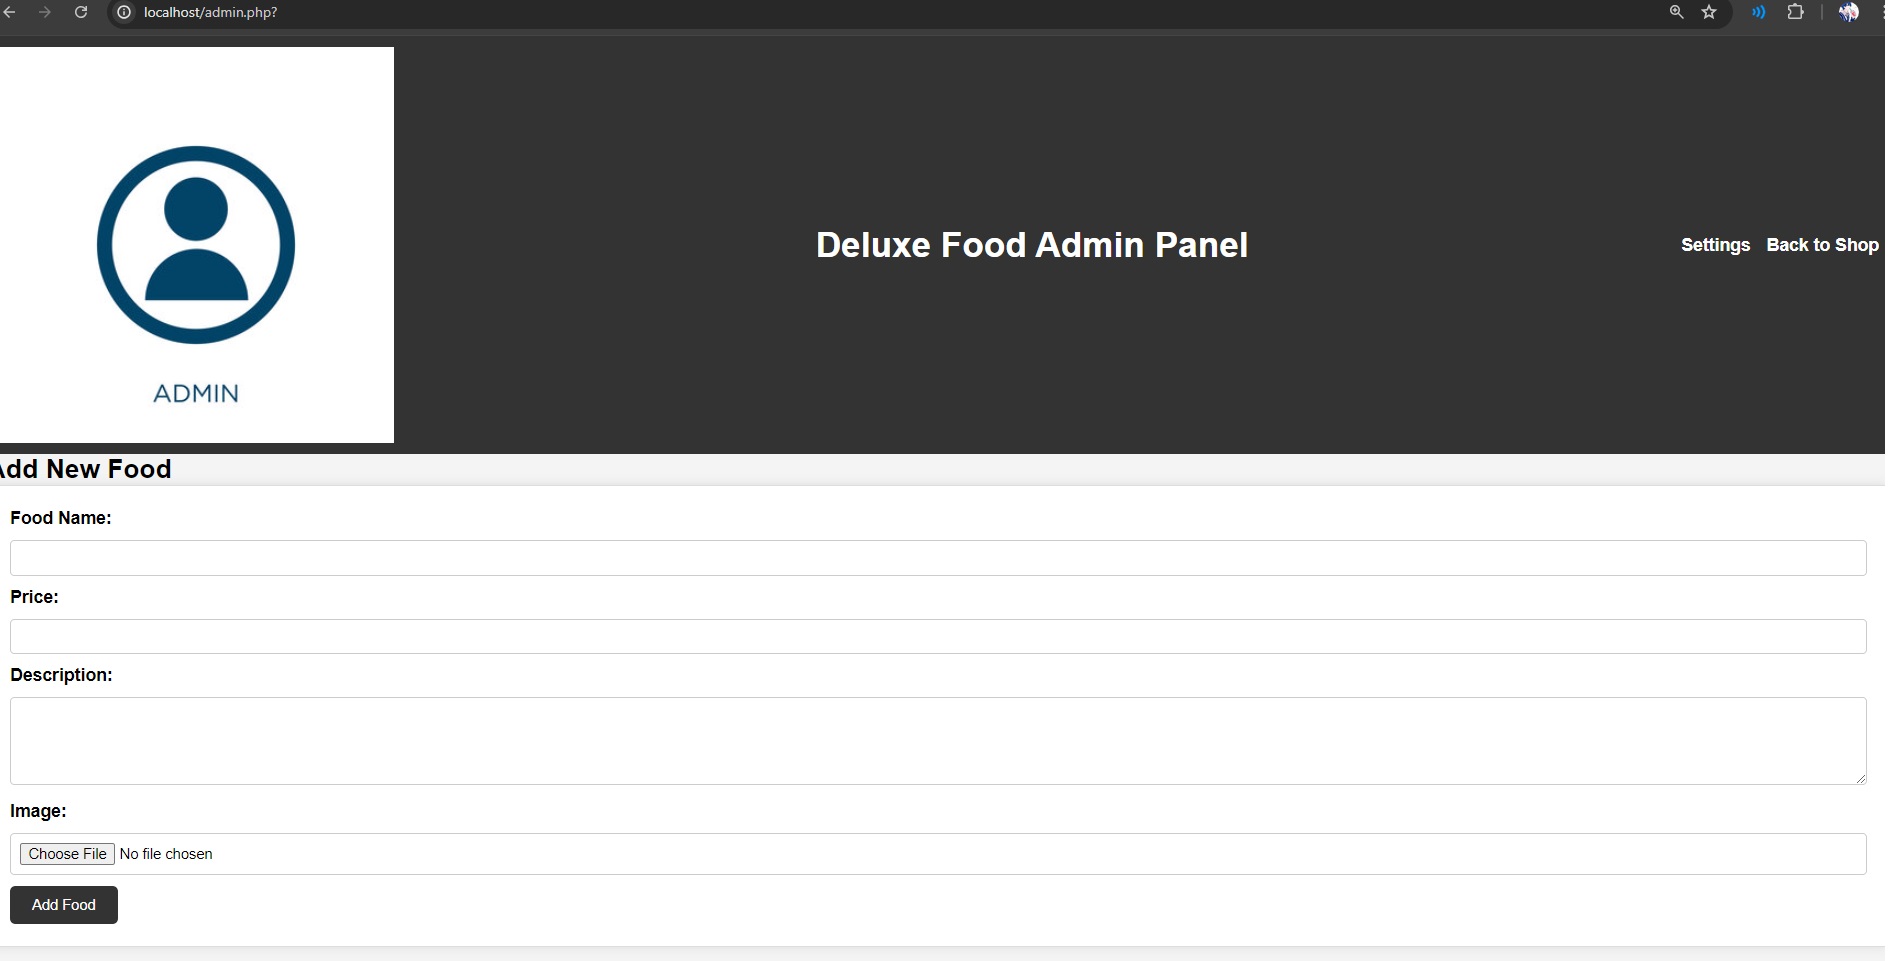 localhost/admin.php?
ADMIN
Deluxe Food Admin Panel
Settings Back to Shop
Add New Food
Food Name:
Price:
Description:
Image:
Choose File No file chosen
Add Food